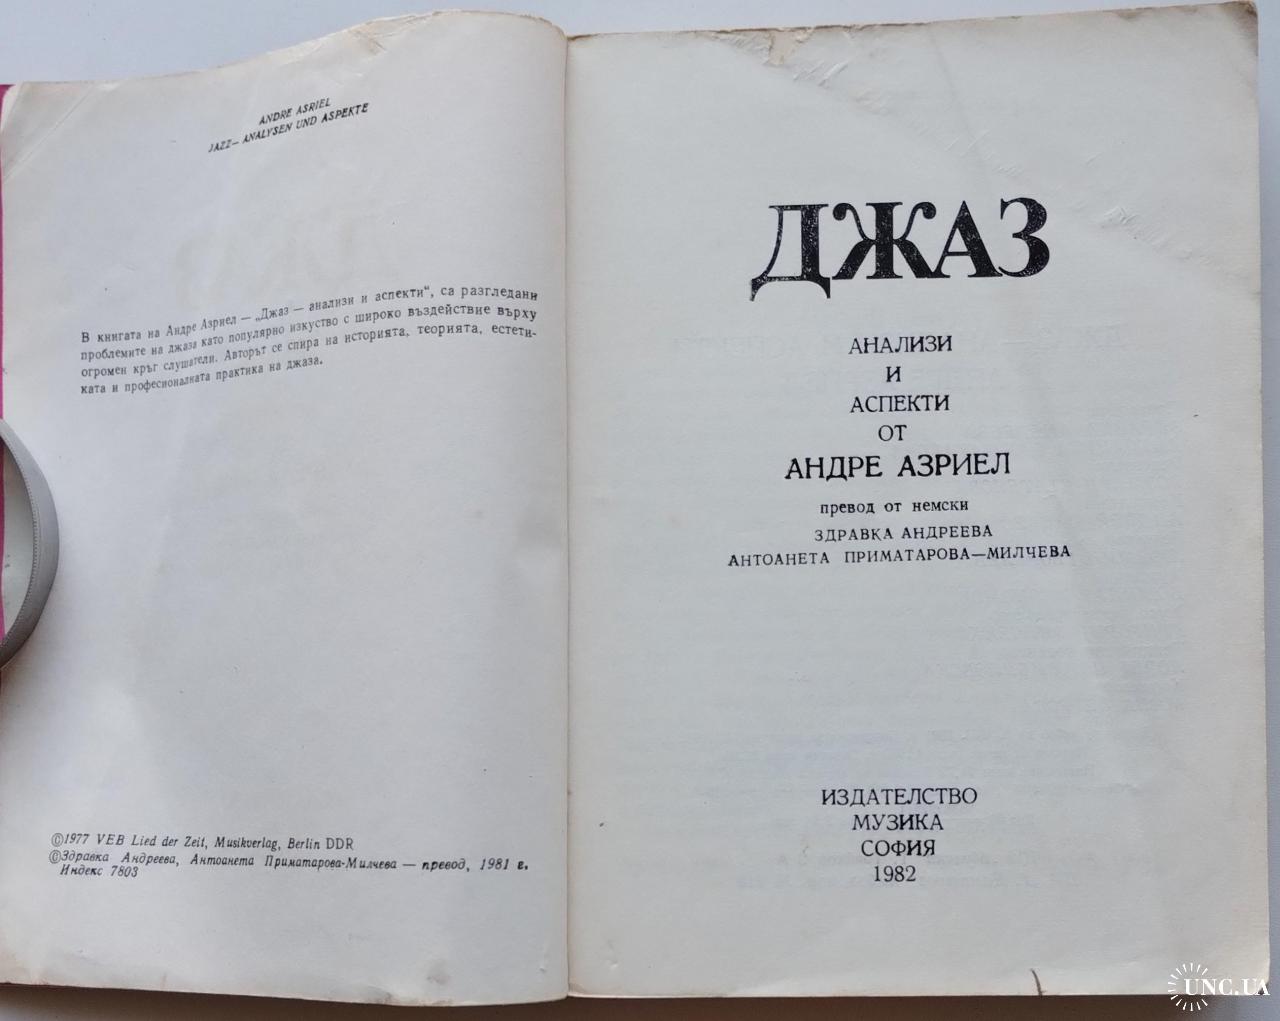 ANDRE ASRIEL
JAZZ— ANALYSEN UND ASPEKTE
В книгата на Андре Азриел — „Джаз — анализи и аспекти“, са разгледани
проблемите на джаза като популярно изкуство с широко въздействие върху
огромен кръг слушатели. Авторът се спира на историята, теорията, естети-
ката и професионалната практика на джаза.
©1977 VEB Lied der Zeit, Musikverlag, Berlin DDR
©Здравка Андреева, Антоанета Приматарова-Милчева — превод, 1981 г.
Индекс 7803
ДЖАЗ
АНАЛИЗИ
И
АСПЕКТИ
ОТ
АНДРЕ АЗРИЕЛ
превод от немски
ЗДРАВКА АНДРЕЕВА
АНТОАНЕТА ПРИМАТАРОВА—МИЛЧЕВА
ИЗДАТЕЛСТВО
МУЗИКА
СОФИЯ
1982
UNC.UA